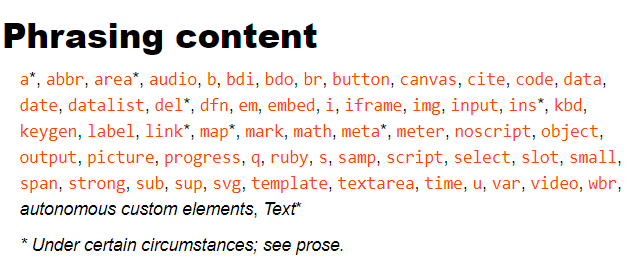 Phrasing content
a*, abbr, area*, audio, b, bdi, bdo, br, button, canvas, cite, code, data,
date, datalist, del*, dfn, em, embed, i, iframe, img, input, ins*, kbd,
keygen, label, link*, map*, mark, math, meta*, meter, noscript, object,
output, picture, progress, q, ruby, s, samp, script, select, slot, small,
span, strong, sub, sup, svg, template, textarea, time, u, var, video, wbr,
autonomous custom elements, Text*
* Under certain circumstances; see prose.